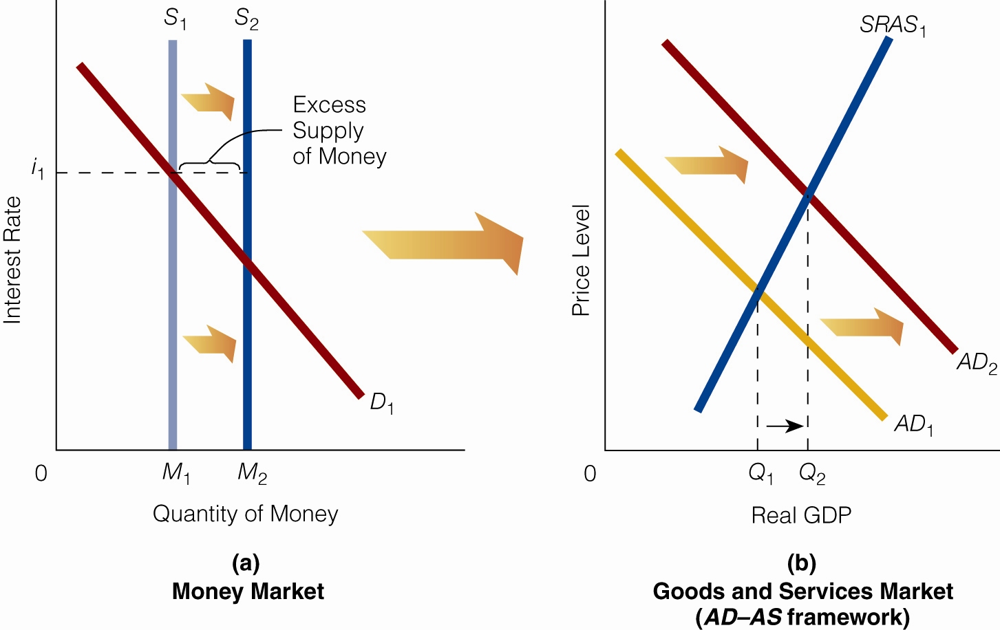 S1
S2
Excess
Supply
of Money
i1
Interest Rate
D1
0
M1
M2
Quantity of Money
(a)
Money Market
SRAS1
Price Level
AD2
AD1
0
Q1
Q2
Real GDP
(b)
Goods and Services Market
(AD–AS framework)